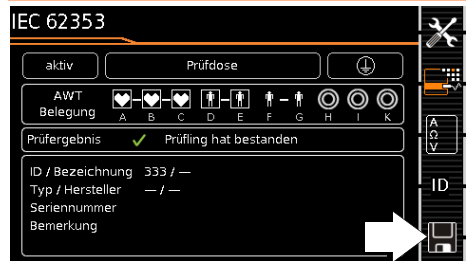 IEC 62353
aktiv
Prüfdose
AWT
Belegung
A B C D E F G H I K
Prüfergebnis ✓ Prüfling hat bestanden
ID / Bezeichnung 333 / —
Typ / Hersteller — / —
Seriennummer
Bemerkung
A
Ω
V
ID